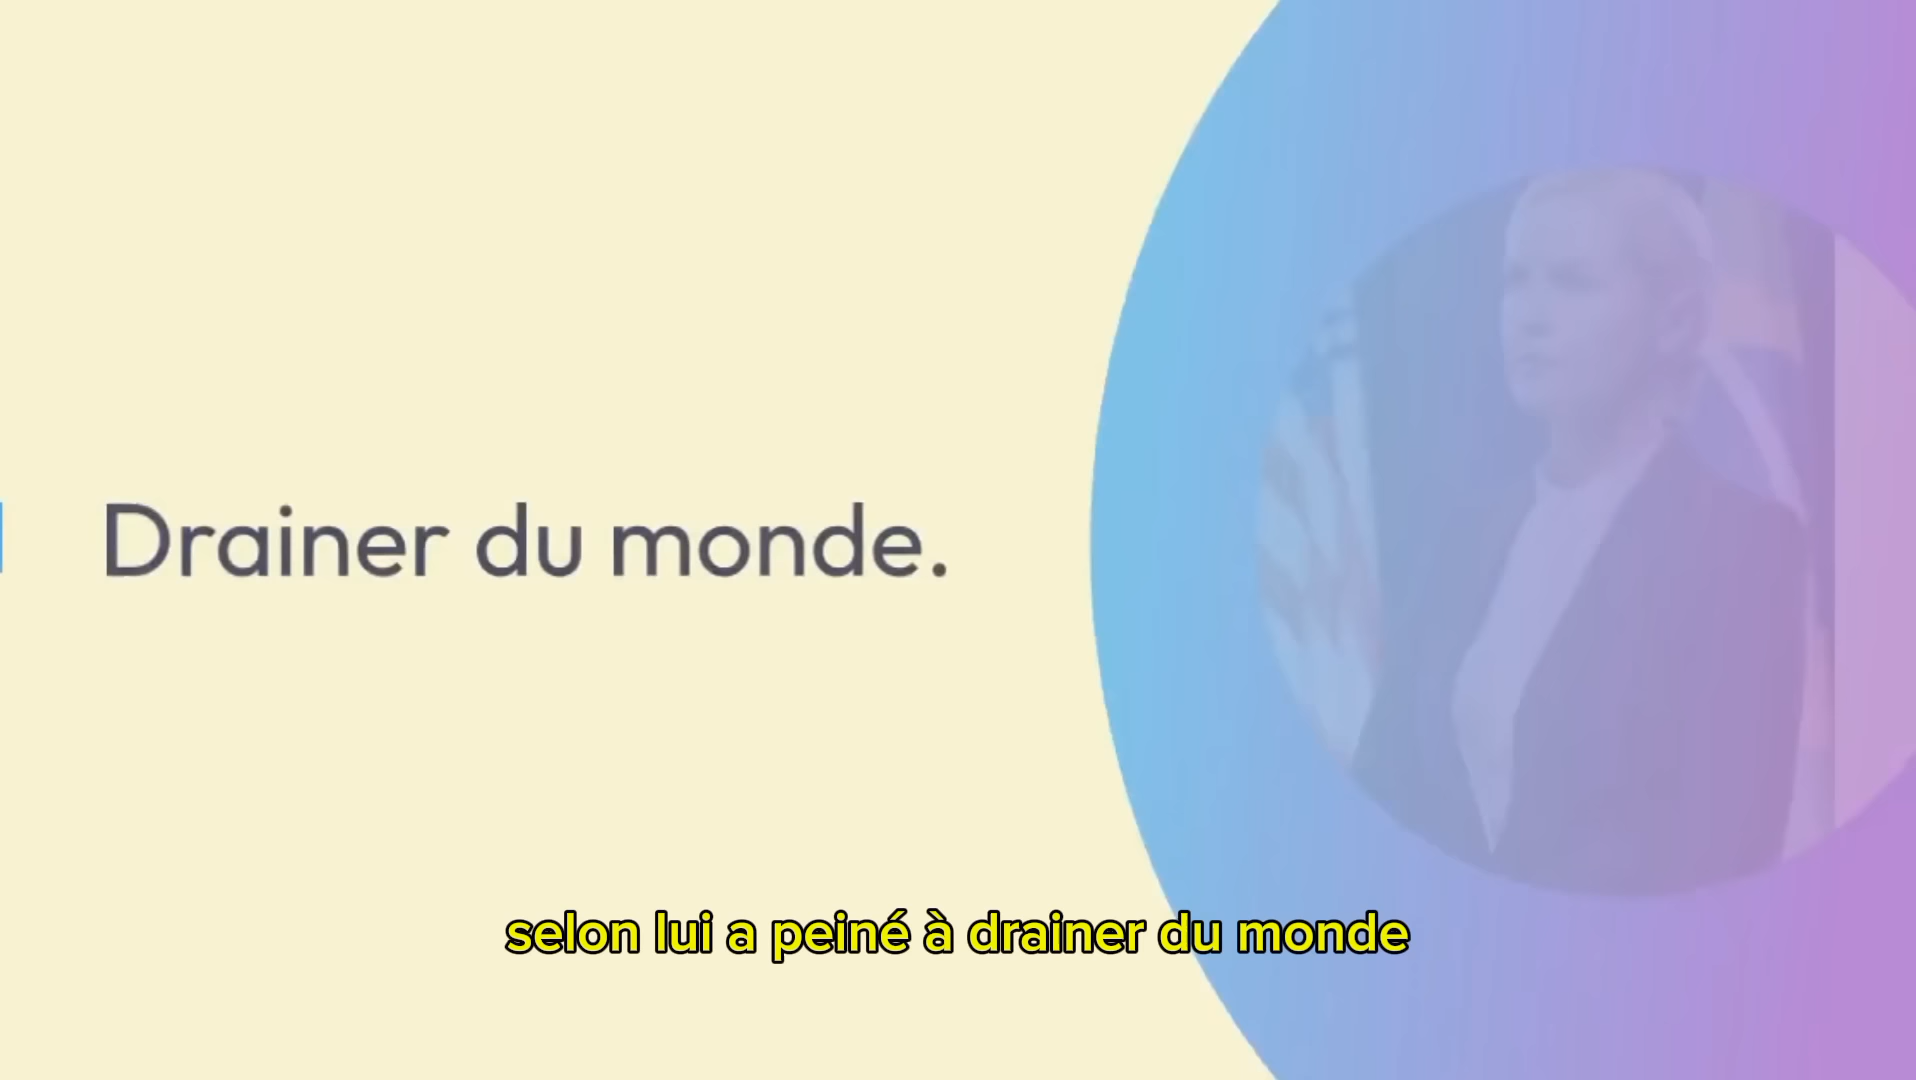 Drainer du monde.
selon lui a peiné à drainer du monde